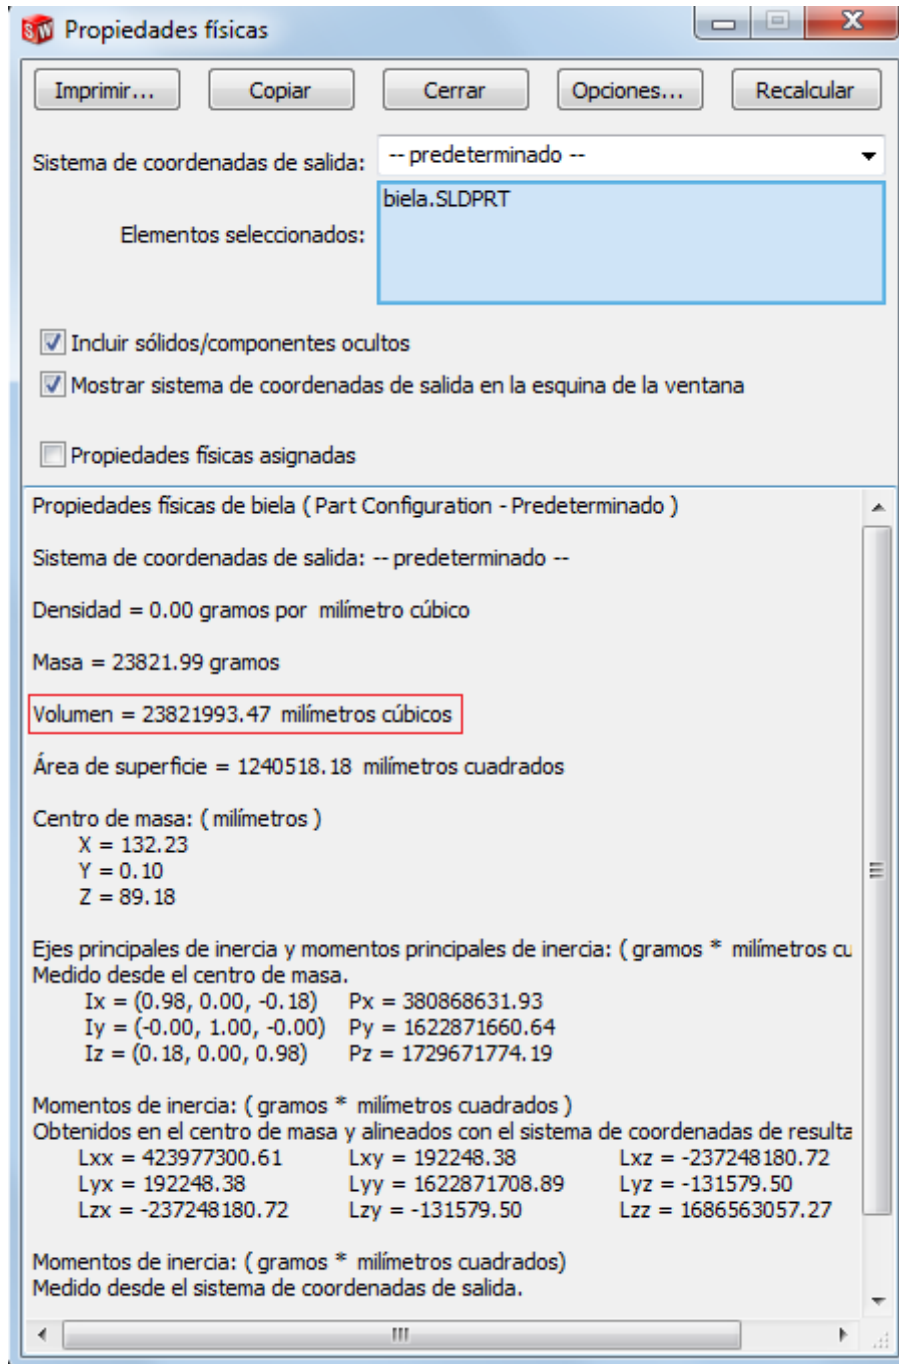 SW Propiedades físicas
Imprimir... Copiar Cerrar Opciones... Recalcular
Sistema de coordenadas de salida: -- predeterminado --
biela.SLDPRT
Elementos seleccionados:
Incluir sólidos/componentes ocultos
Mostrar sistema de coordenadas de salida en la esquina de la ventana
Propiedades físicas asignadas
Propiedades físicas de biela ( Part Configuration - Predeterminado )
Sistema de coordenadas de salida: -- predeterminado --
Densidad = 0.00 gramos por milímetro cúbico
Masa = 23821.99 gramos
Volumen = 23821993.47 milímetros cúbicos
Área de superficie = 1240518.18 milímetros cuadrados
Centro de masa: ( milímetros )
X = 132.23
Y = 0.10
Z = 89.18
Ejes principales de inercia y momentos principales de inercia: ( gramos * milímetros cu
Medido desde el centro de masa.
Ix = (0.98, 0.00, -0.18) Px = 380868631.93
Iy = (-0.00, 1.00, -0.00) Py = 1622871660.64
Iz = (0.18, 0.00, 0.98) Pz = 1729671774.19
Momentos de inercia: ( gramos * milímetros cuadrados )
Obtenidos en el centro de masa y alineados con el sistema de coordenadas de resulta
Lxx = 423977300.61 Lxy = 192248.38 Lxz = -237248180.72
Lyx = 192248.38 Lyy = 1622871708.89 Lyz = -131579.50
Lzx = -237248180.72 Lzy = -131579.50 Lzz = 1686563057.27
Momentos de inercia: ( gramos * milímetros cuadrados)
Medido desde el sistema de coordenadas de salida.